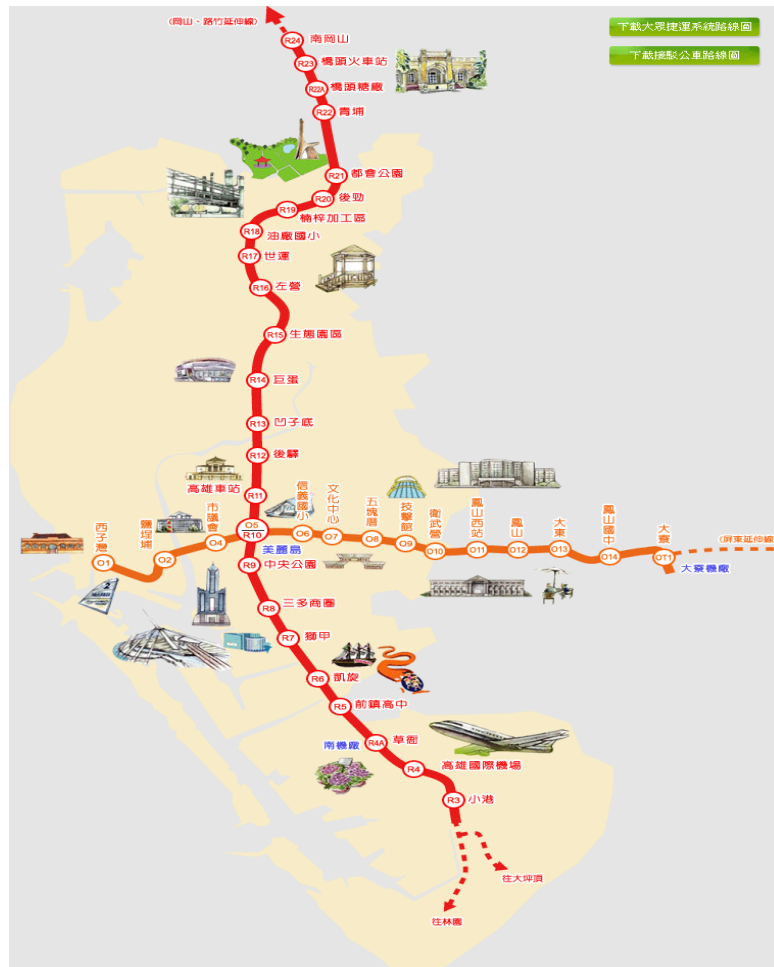 (岡山、路竹延伸線)
下載大眾捷運系統路線圖
下載接駁公車路線圖
R24 南岡山
R23 橋頭火車站
R22A 橋頭糖廠
R22 青埔
R21 都會公園
R20 後勁
R19 楠梓加工區
R18 油廠國小
R17 世運
R16 左營
R15 生態園區
R14 巨蛋
R13 凹子底
R12 後驛
高雄車站 R11
O5
R10
美麗島
西子灣 O1
鹽埕埔 O2
市議會 O4
信義國小 O6
文化中心 O7
五塊厝 O8
技擊館 O9
衛武營 O10
鳳山西站 O11
鳳山 O12
大東 O13
鳳山國中 O14
大寮 OT1
(屏東延伸線
大寮機廠
R9 中央公園
2
R8 三多商圈
R7 獅甲
R6 凱旋
R5 前鎮高中
R4A 草衙
南機廠
R4 高雄國際機場
R3 小港
往大坪頂
往林園